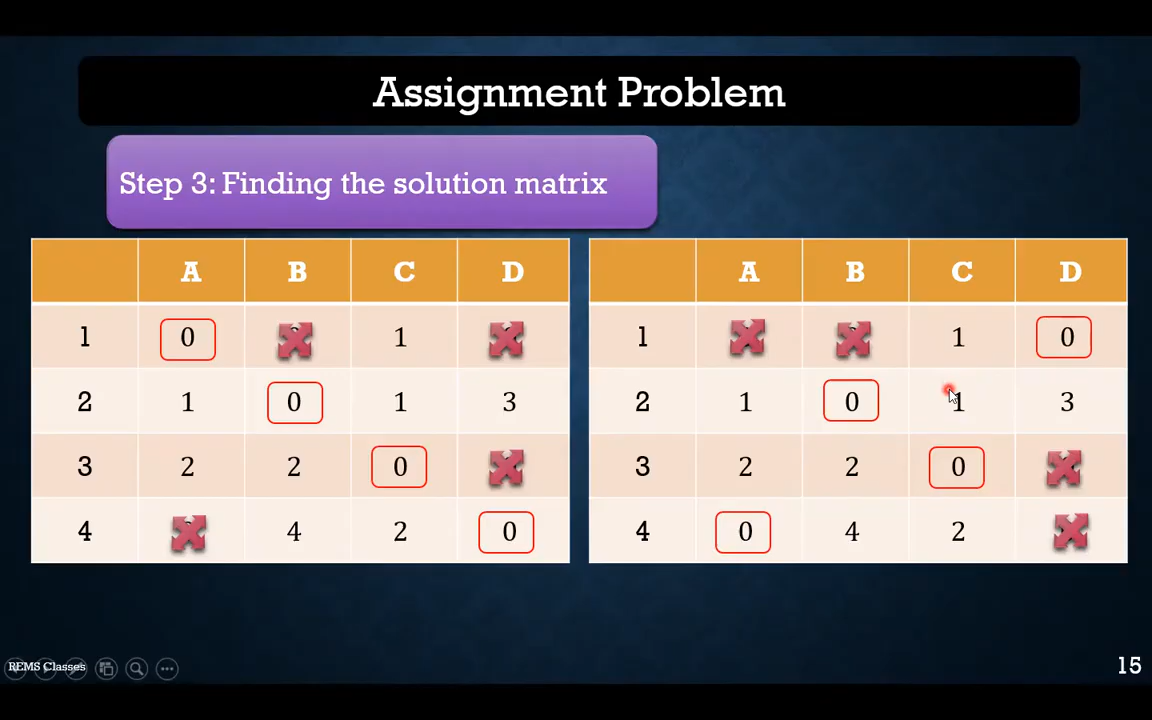 Assignment Problem
Step 3: Finding the solution matrix
A B C D
1 0 1
2 1 0 1 3
3 2 2 0
4 4 2 0
A B C D
1 1 0
2 1 0 1 3
3 2 2 0
4 0 4 2
REMS Classes
15